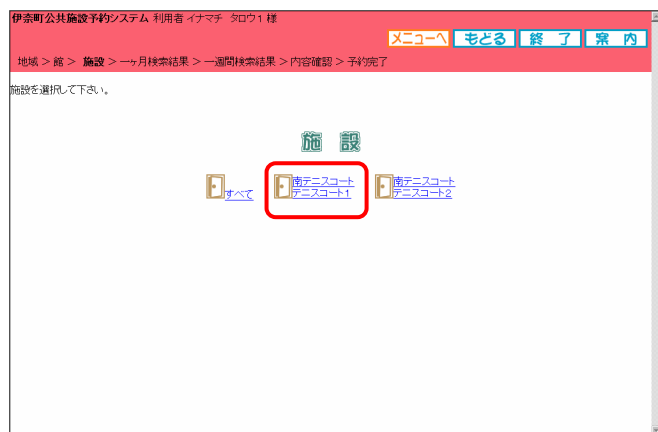 伊奈町公共施設予約システム 利用者 イナマチ タロウ1 様
メニューへ もどる 終 了 案 内
地域 > 館 > 施設 > 一ヶ月検索結果 > 一週間検索結果 > 内容確認 > 予約完了
施設を選択して下さい。
施 設
すべて
南テニスコート
テニスコート1
南テニスコート
テニスコート2